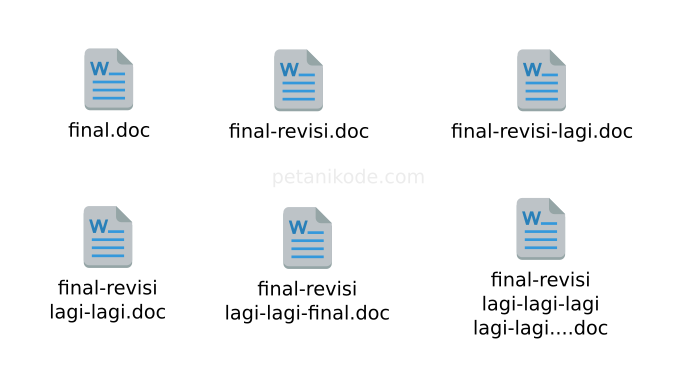 W
W
W
final.doc
final-revisi.doc
final-revisi-lagi.doc
petanikode.com
W
W
W
final-revisi
lagi-lagi.doc
final-revisi
lagi-lagi-final.doc
final-revisi
lagi-lagi-lagi
lagi-lagi....doc